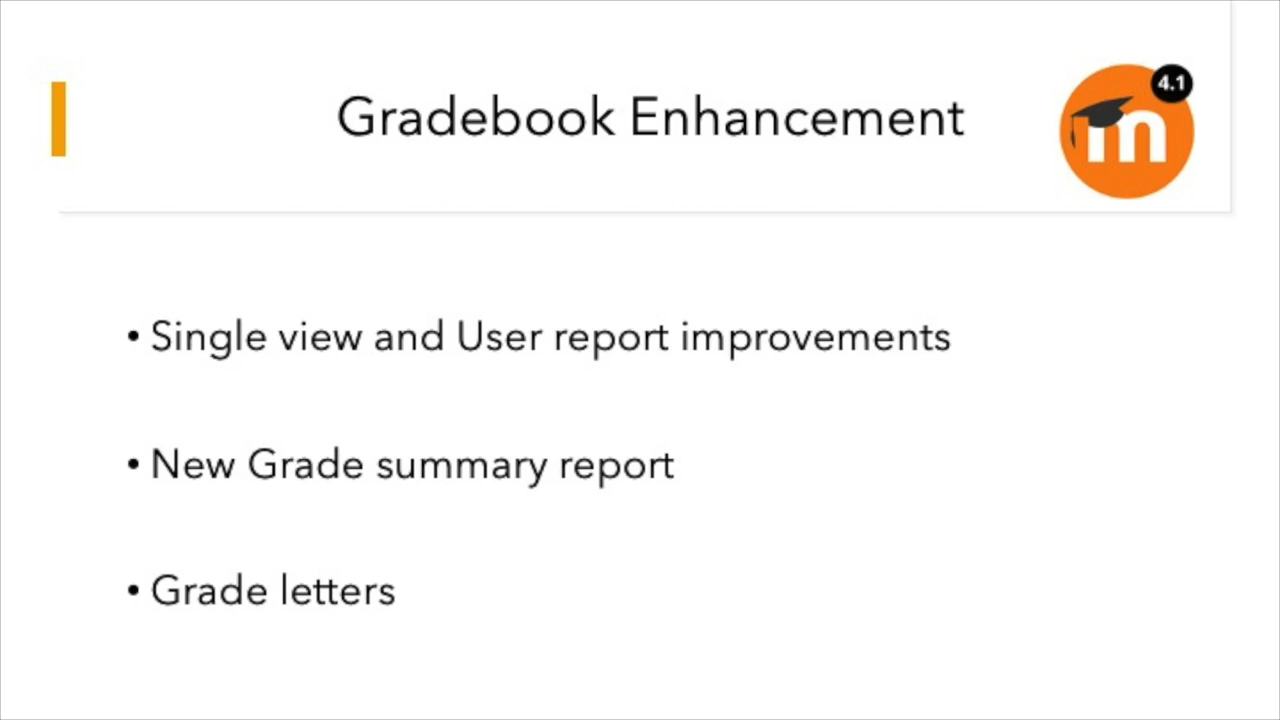 Gradebook Enhancement
4.1
m
• Single view and User report improvements
• New Grade summary report
• Grade letters